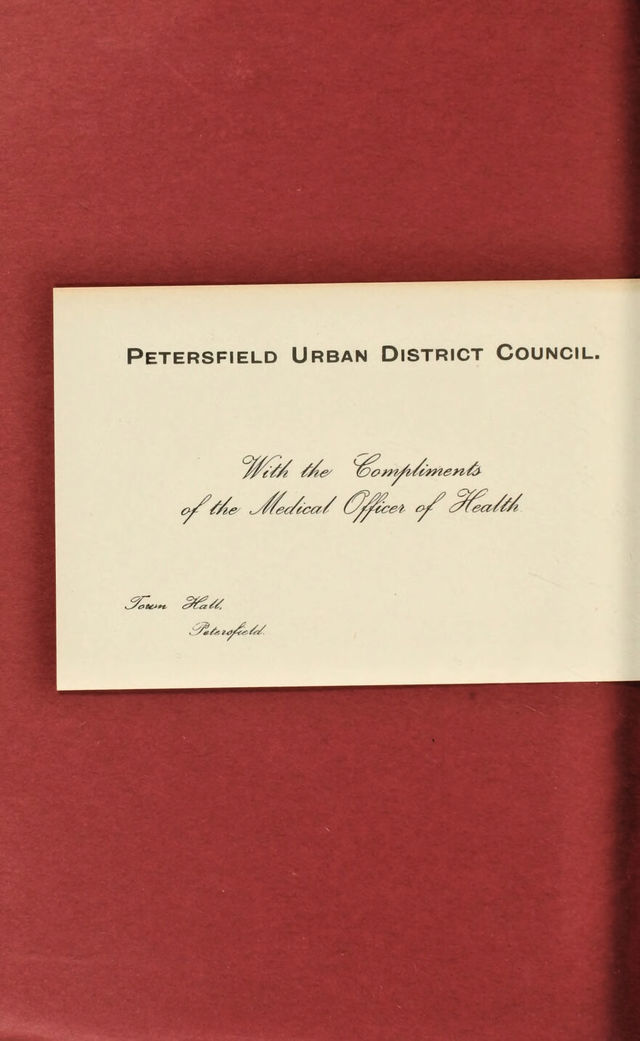 Petersfield Urban District Council.
With the Compliments
of the Medical Officer of Health
Town Hall,
Petersfield.